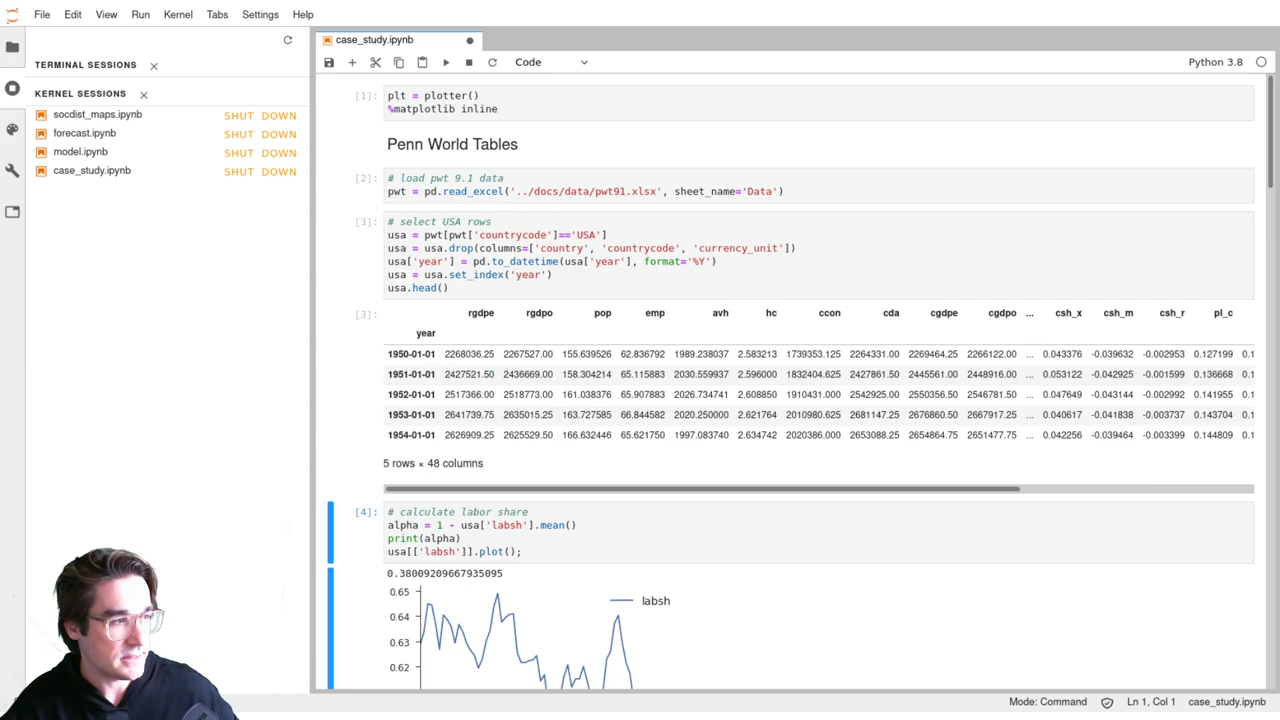 File Edit View Run Kernel Tabs Settings Help
case_study.ipynb
Code
Python 3.8
TERMINAL SESSIONS
KERNEL SESSIONS
socdist_maps.ipynb SHUT DOWN
forecast.ipynb SHUT DOWN
model.ipynb SHUT DOWN
case_study.ipynb SHUT DOWN
[1]: plt = plotter()
%matplotlib inline
Penn World Tables
[2]: # load pwt 9.1 data
pwt = pd.read_excel('../docs/data/pwt91.xlsx', sheet_name='Data')
[3]: # select USA rows
usa = pwt[pwt['countrycode']=='USA']
usa = usa.drop(columns=['country', 'countrycode', 'currency_unit'])
usa['year'] = pd.to_datetime(usa['year'], format='%Y')
usa = usa.set_index('year')
usa.head()
[3]: rgdpe rgdpo pop emp avh hc ccon cda cgdpe cgdpo ... csh_x csh_m csh_r pl_c
year
1950-01-01 2268036.25 2267527.00 155.639526 62.836792 1989.238037 2.583213 1739353.125 2264331.00 2269464.25 2266122.00 ... 0.043376 -0.039632 -0.002953 0.127199 0.1
1951-01-01 2427521.50 2436669.00 158.304214 65.115883 2030.559937 2.596000 1832404.625 2427861.50 2445561.00 2448916.00 ... 0.053122 -0.042925 -0.001599 0.136668 0.1
1952-01-01 2517366.00 2518773.00 161.038376 65.907883 2026.734741 2.608850 1910431.000 2542925.00 2550356.50 2546781.50 ... 0.047649 -0.043144 -0.002992 0.141955 0.1
1953-01-01 2641739.75 2635015.25 163.727585 66.844582 2020.250000 2.621764 2010980.625 2681147.25 2676860.50 2667917.25 ... 0.040617 -0.041838 -0.003737 0.143704 0.1
1954-01-01 2626909.25 2625529.50 166.632446 65.621750 1997.083740 2.634742 2020386.000 2653088.25 2654864.75 2651477.75 ... 0.042256 -0.039464 -0.003399 0.144809 0.1
5 rows × 48 columns
[4]: # calculate labor share
alpha = 1 - usa['labsh'].mean()
print(alpha)
usa[['labsh']].plot();
0.38009209667935095
0.65
labsh
0.64
0.63
0.62
Mode: Command Ln 1, Col 1 case_study.ipynb